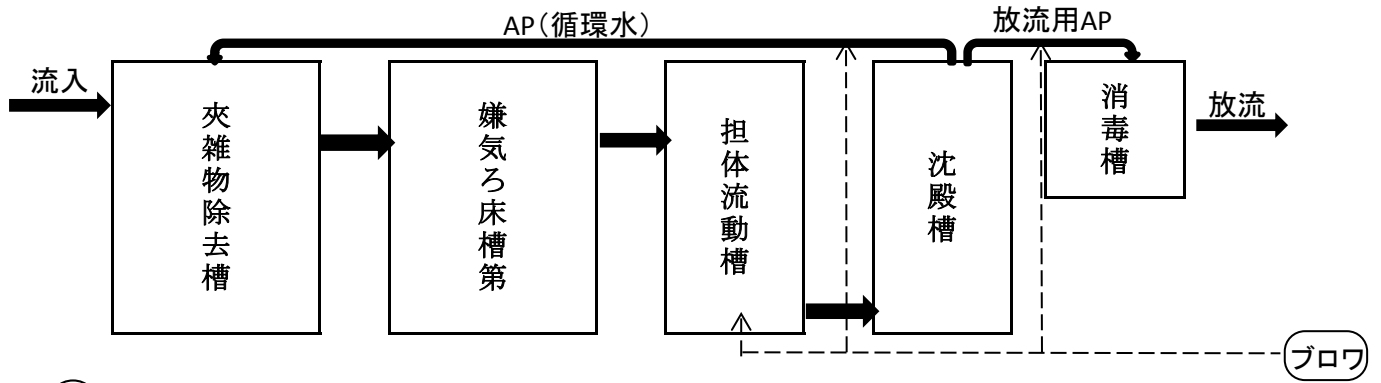 AP(循環水)
放流用AP
流入
夾雑物除去槽
嫌気ろ床槽第
担体流動槽
沈殿槽
消毒槽
放流
ブロワ